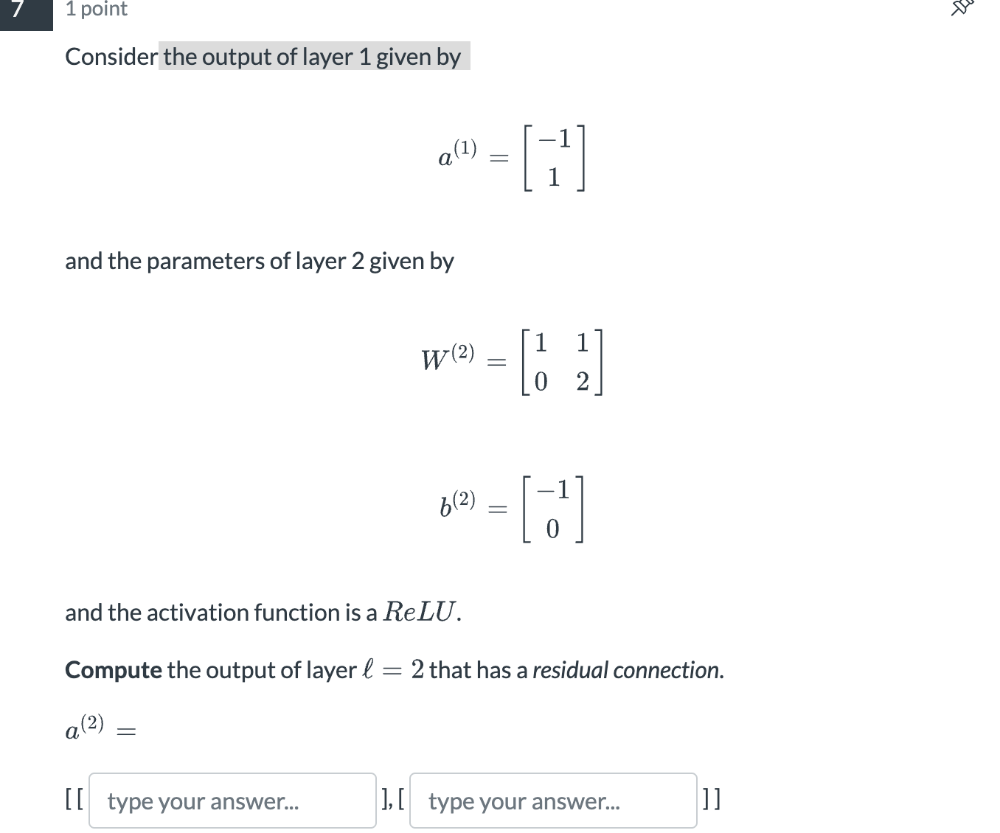 7 1 point
Consider the output of layer 1 given by
a^{(1)} = \begin{bmatrix} -1 \\ 1 \end{bmatrix}
and the parameters of layer 2 given by
W^{(2)} = \begin{bmatrix} 1 & 1 \\ 0 & 2 \end{bmatrix}
b^{(2)} = \begin{bmatrix} -1 \\ 0 \end{bmatrix}
and the activation function is a ReLU.
Compute the output of layer ℓ = 2 that has a residual connection.
a^{(2)} =
[[ type your answer... ], [ type your answer... ]]